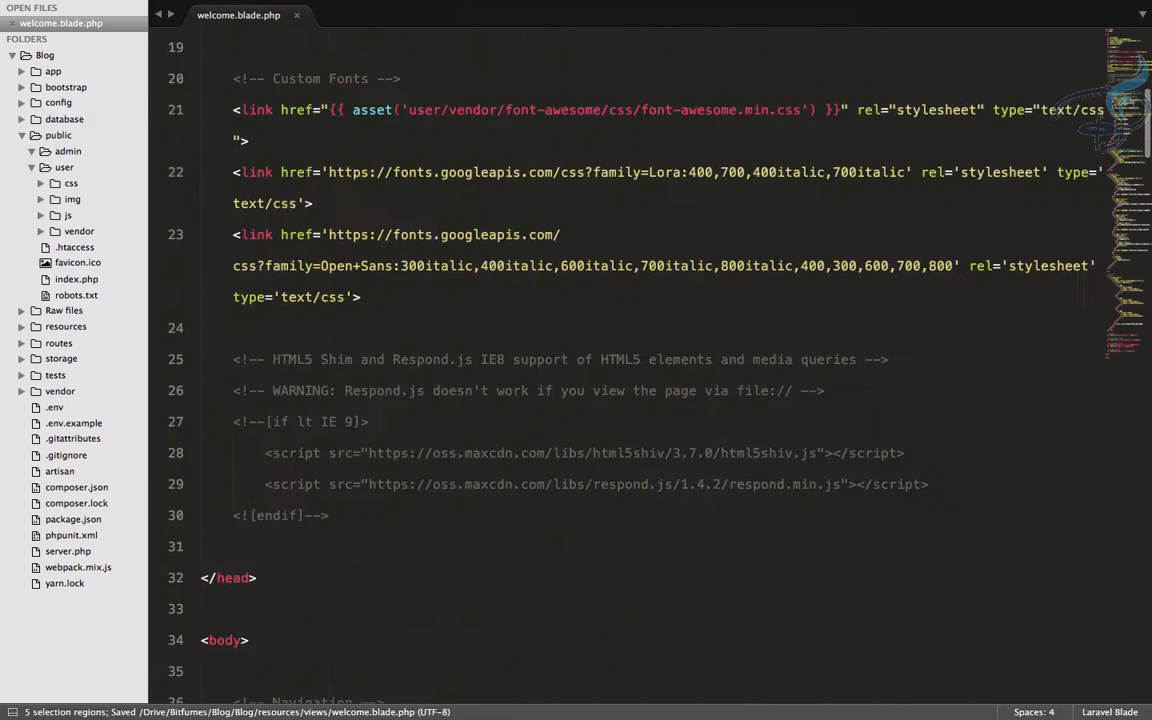 OPEN FILES
× welcome.blade.php
FOLDERS
Blog
app
bootstrap
config
database
public
admin
user
css
img
js
vendor
.htaccess
favicon.ico
index.php
robots.txt
Raw files
resources
routes
storage
tests
vendor
.env
.env.example
.gitattributes
.gitignore
artisan
composer.json
composer.lock
package.json
phpunit.xml
server.php
webpack.mix.js
yarn.lock
welcome.blade.php ×
19
20 <!-- Custom Fonts -->
21 <link href="{{ asset('user/vendor/font-awesome/css/font-awesome.min.css') }}" rel="stylesheet" type="text/css
">
22 <link href='https://fonts.googleapis.com/css?family=Lora:400,700,400italic,700italic' rel='stylesheet' type='
text/css'>
23 <link href='https://fonts.googleapis.com/
css?family=Open+Sans:300italic,400italic,600italic,700italic,800italic,400,300,600,700,800' rel='stylesheet'
type='text/css'>
24
25 <!-- HTML5 Shim and Respond.js IE8 support of HTML5 elements and media queries -->
26 <!-- WARNING: Respond.js doesn't work if you view the page via file:// -->
27 <!--[if lt IE 9]>
28 <script src="https://oss.maxcdn.com/libs/html5shiv/3.7.0/html5shiv.js"></script>
29 <script src="https://oss.maxcdn.com/libs/respond.js/1.4.2/respond.min.js"></script>
30 <![endif]-->
31
32 </head>
33
34 <body>
35
36 <!-- Navigation -->
5 selection regions; Saved /Drive/Bitfumes/Blog/Blog/resources/views/welcome.blade.php (UTF-8)
Spaces: 4
Laravel Blade